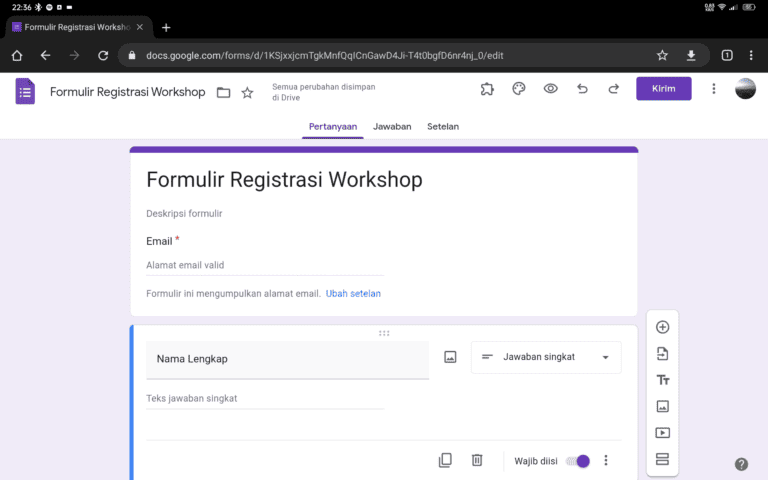 22:36
Formulir Registrasi Worksho
docs.google.com/forms/d/1KSjxxjcmTgkMnfQqICnGawD4Ji-T4t0bgfD6nr4nj_0/edit
1
Formulir Registrasi Workshop
Semua perubahan disimpan
di Drive
Kirim
Pertanyaan Jawaban Setelan
Formulir Registrasi Workshop
Deskripsi formulir
Email *
Alamat email valid
Formulir ini mengumpulkan alamat email. Ubah setelan
Nama Lengkap
Jawaban singkat
Teks jawaban singkat
Wajib diisi